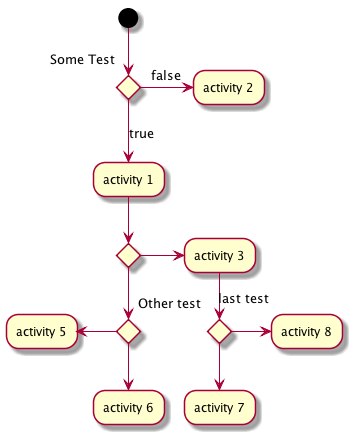 Some Test
false
activity 2
true
activity 1
activity 3
Other test
last test
activity 5
activity 8
activity 6
activity 7